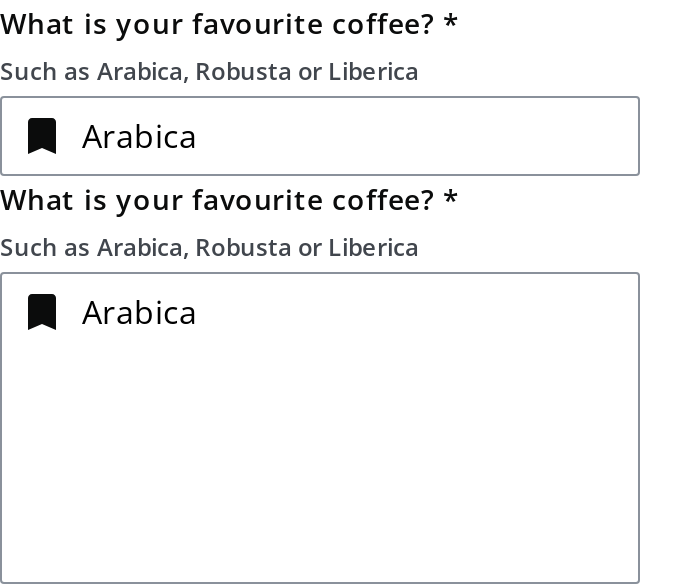 What is your favourite coffee? *
Such as Arabica, Robusta or Liberica
Arabica
What is your favourite coffee? *
Such as Arabica, Robusta or Liberica
Arabica